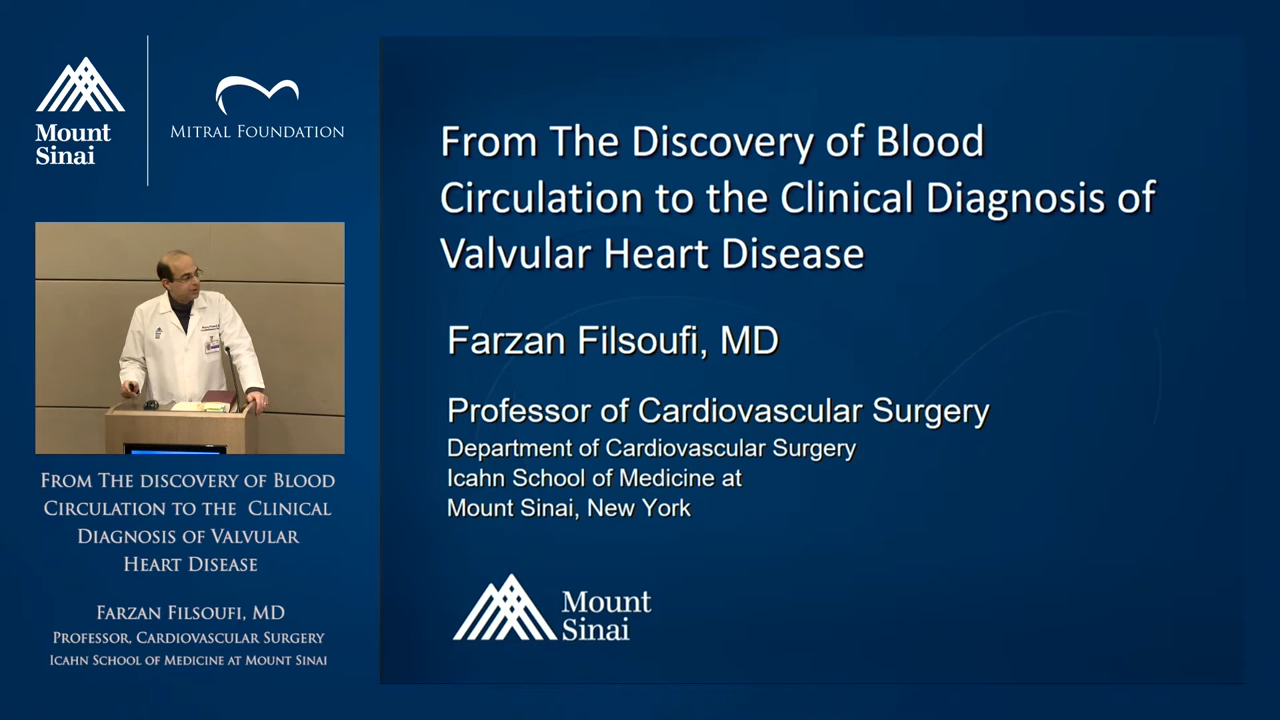 Mount
Sinai
MITRAL FOUNDATION
FROM THE DISCOVERY OF BLOOD
CIRCULATION TO THE CLINICAL
DIAGNOSIS OF VALVULAR
HEART DISEASE
FARZAN FILSOUFI, MD
PROFESSOR, CARDIOVASCULAR SURGERY
ICAHN SCHOOL OF MEDICINE AT MOUNT SINAI
From The Discovery of Blood
Circulation to the Clinical Diagnosis of
Valvular Heart Disease
Farzan Filsoufi, MD
Professor of Cardiovascular Surgery
Department of Cardiovascular Surgery
Icahn School of Medicine at
Mount Sinai, New York
Mount
Sinai